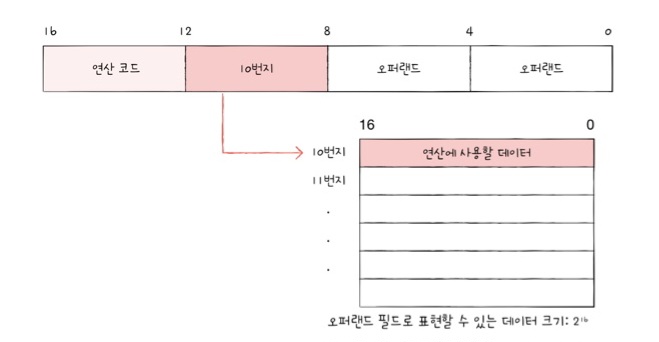 16 12 8 4 0
연산 코드 10번지 오퍼랜드 오퍼랜드
16 0
10번지 연산에 사용할 데이터
11번지
.
.
.
오퍼랜드 필드로 표현할 수 있는 데이터 크기: 2¹⁶